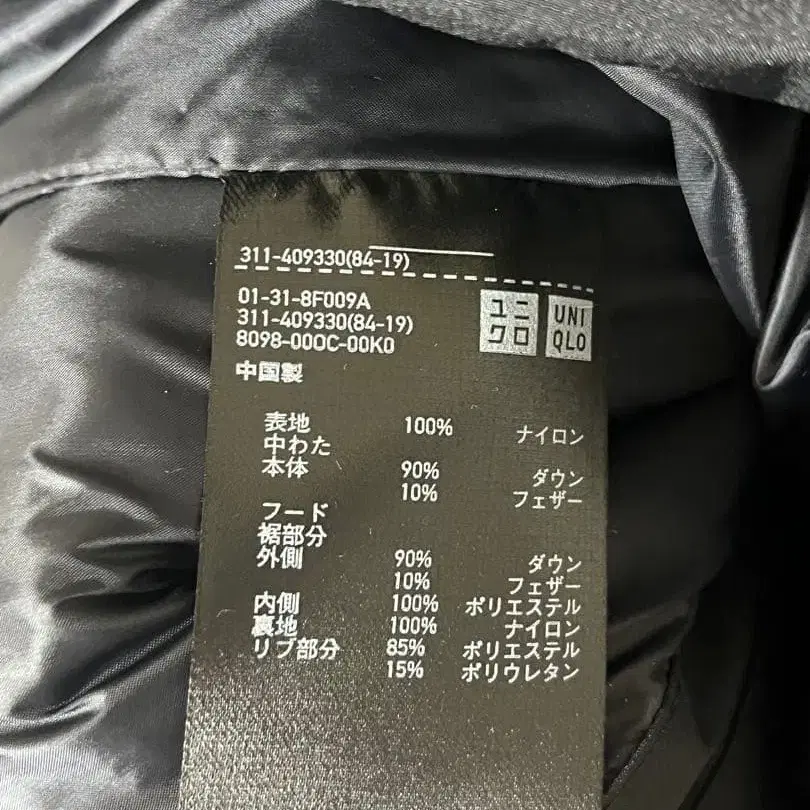 311-409330(84-19)
01-31-8F009A
311-409330(84-19)
8098-000C-00K0
ユニ
クロ
UNI
QLO
中国製
表地 100% ナイロン
中わた
本体 90% ダウン
10% フェザー
フード
裾部分
外側 90% ダウン
10% フェザー
内側 100% ポリエステル
裏地 100% ナイロン
リブ部分 85% ポリエステル
15% ポリウレタン